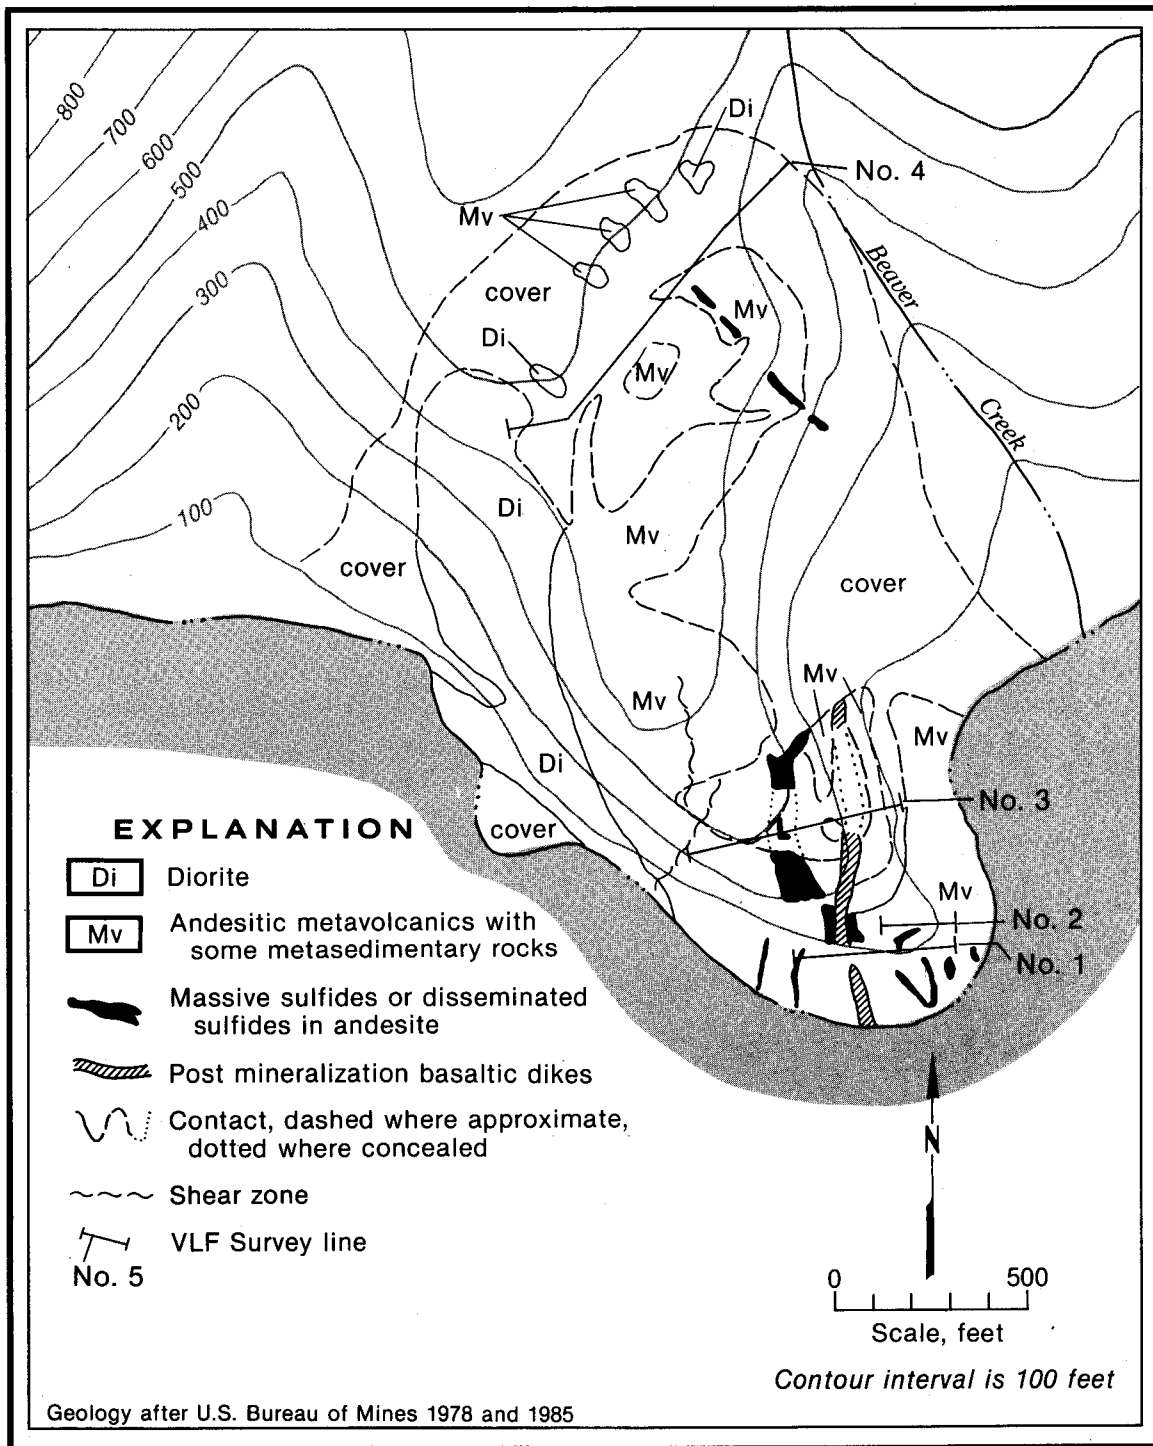 800
700
600
500
400
300
200
100
Di
No. 4
Mv
Beaver
cover
Mv
Di
Mv
Creek
Di
Mv
cover
cover
Mv
Mv
Mv
Di
No. 3
cover
Mv
No. 2
No. 1
EXPLANATION
Di Diorite
Mv Andesitic metavolcanics with
some metasedimentary rocks
Massive sulfides or disseminated
sulfides in andesite
Post mineralization basaltic dikes
Contact, dashed where approximate,
dotted where concealed
Shear zone
VLF Survey line
No. 5
N
0 500
Scale, feet
Contour interval is 100 feet
Geology after U.S. Bureau of Mines 1978 and 1985